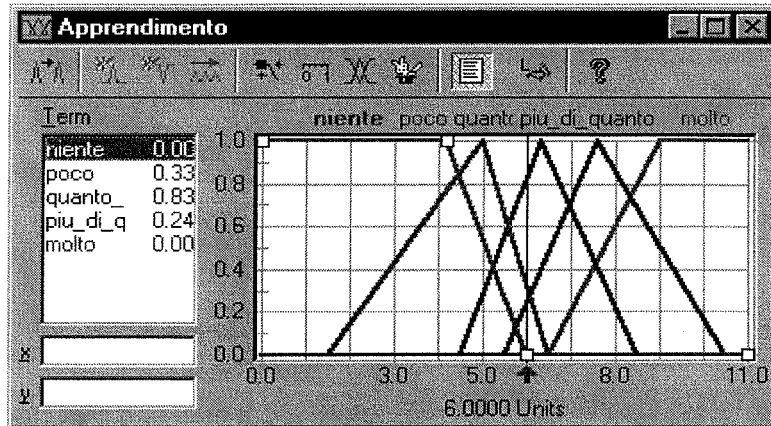 Apprendimento
Term
niente poco quanto piu_di_quanto molto
niente 0.00
poco 0.33
quanto_ 0.83
piu_di_q 0.24
molto 0.00
1.0
0.8
0.6
0.4
0.2
0.0
x
y
0.0 3.0 5.0 8.0 11.0
6.0000 Units